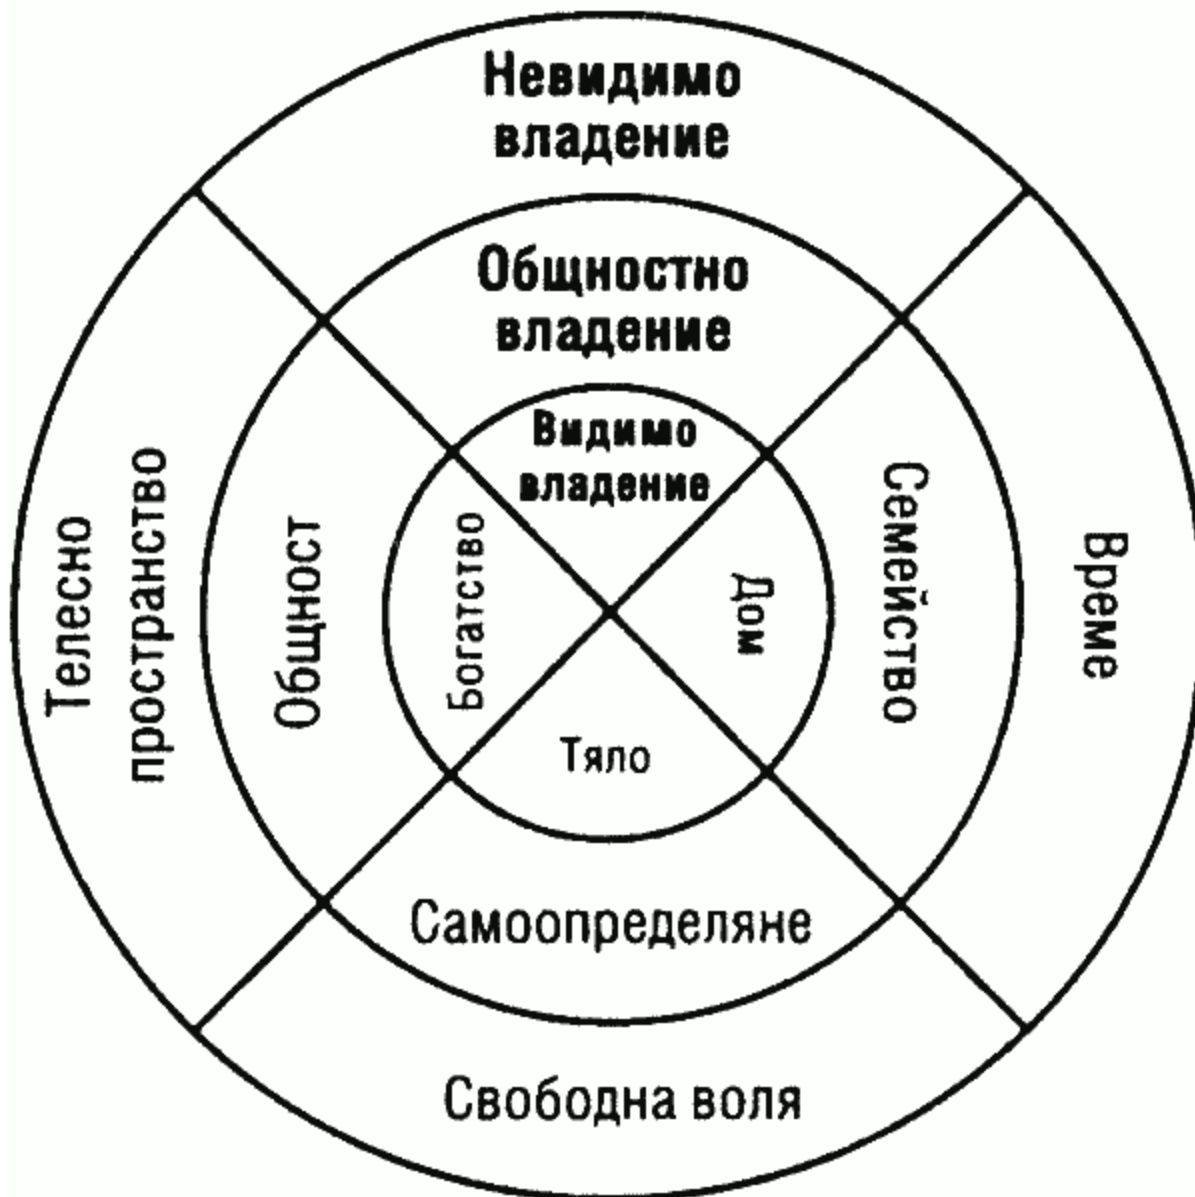 Невидимо
владение
Общностно
владение
Видимо
владение
Телесно
пространство
Общност
Богатство
Дом
Семейство
Време
Тяло
Самоопределяне
Свободна воля